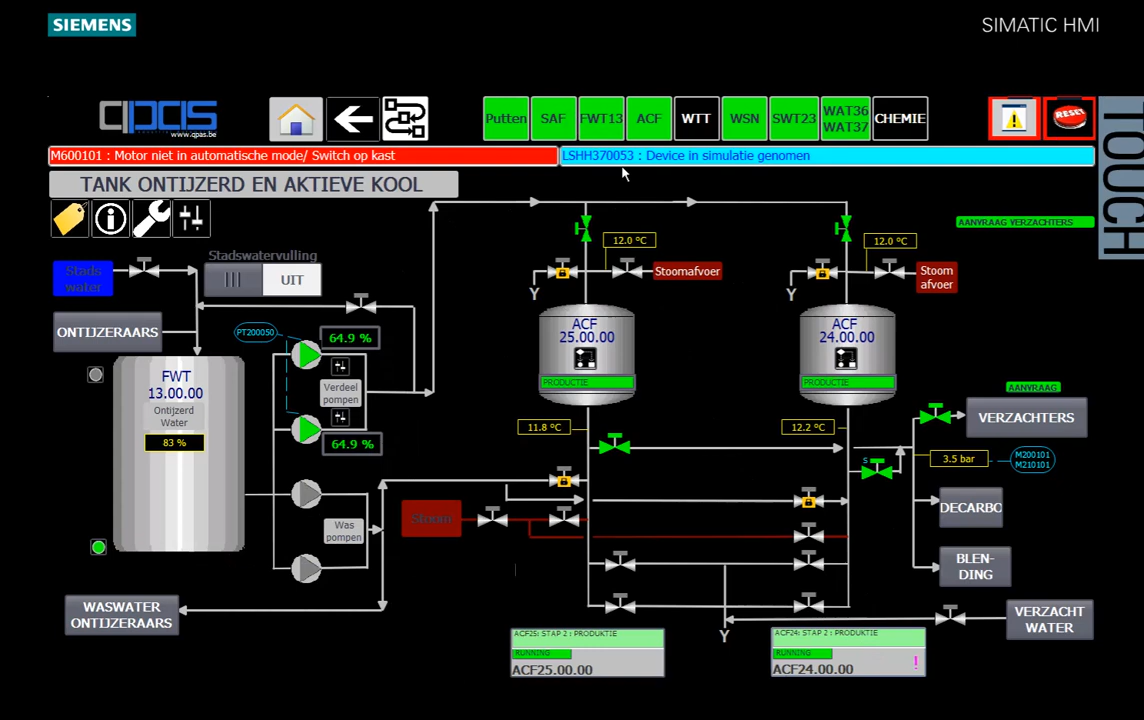 SIEMENS
SIMATIC HMI
qpas
www.qpas.be
Putten
SAF
FWT13
ACF
WTT
WSN
SWT23
WAT36
WAT37
CHEMIE
RESET
TOUCH
M600101 : Motor niet in automatische mode/ Switch op kast
LSHH370053 : Device in simulatie genomen
TANK ONTIJZERD EN AKTIEVE KOOL
AANVRAAG VERZACHTERS
Stadswatervulling
UIT
Stads
water
12.0 ºC
12.0 ºC
Stoomafvoer
Stoom
afvoer
Y
Y
ONTIJZERAARS
PT200050
64.9 %
Verdeel
pompen
64.9 %
FWT
13.00.00
Ontijzerd
Water
83 %
ACF
25.00.00
PRODUCTIE
ACF
24.00.00
PRODUCTIE
AANVRAAG
VERZACHTERS
11.8 ºC
12.2 ºC
s
3.5 bar
M200101
M210101
Was
pompen
Stoom
DECARBO
BLEN-
DING
WASWATER
ONTIJZERAARS
VERZACHT
WATER
Y
ACF25: STAP 2 : PRODUKTIE
RUNNING
ACF25.00.00
ACF24: STAP 2 : PRODUKTIE
RUNNING
ACF24.00.00
!